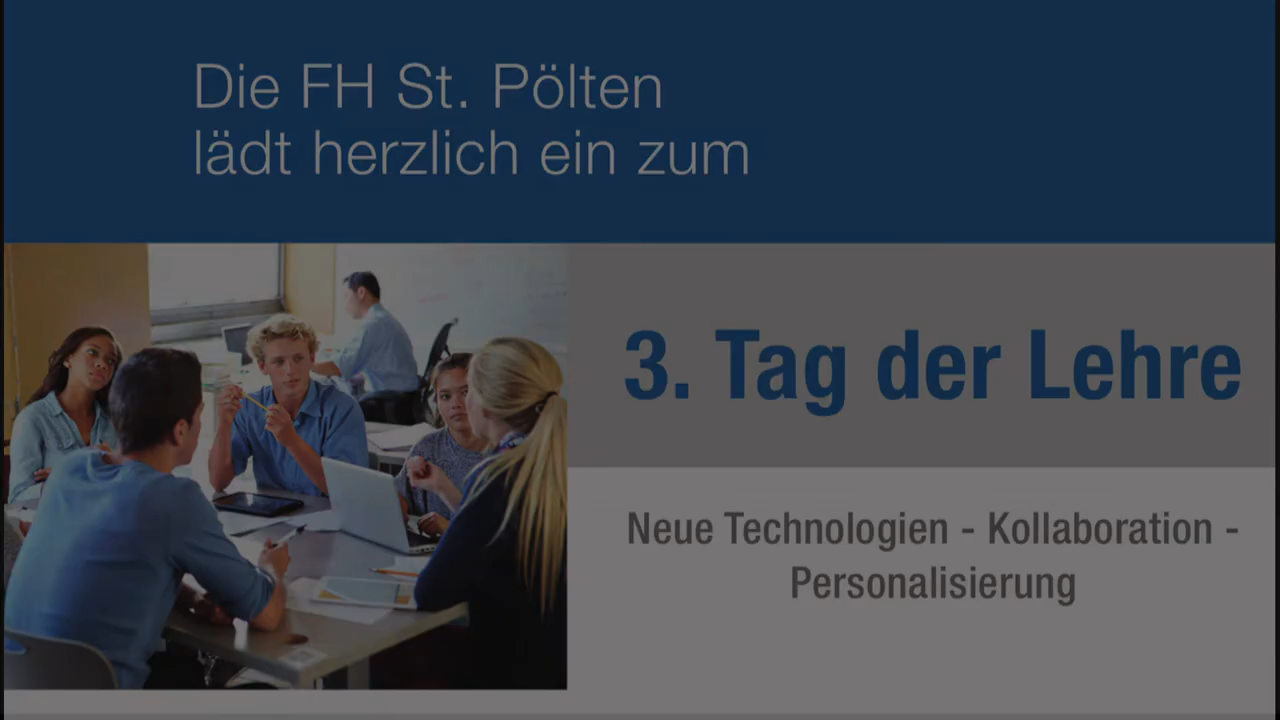 Die FH St. Pölten
lädt herzlich ein zum
3. Tag der Lehre
Neue Technologien - Kollaboration -
Personalisierung